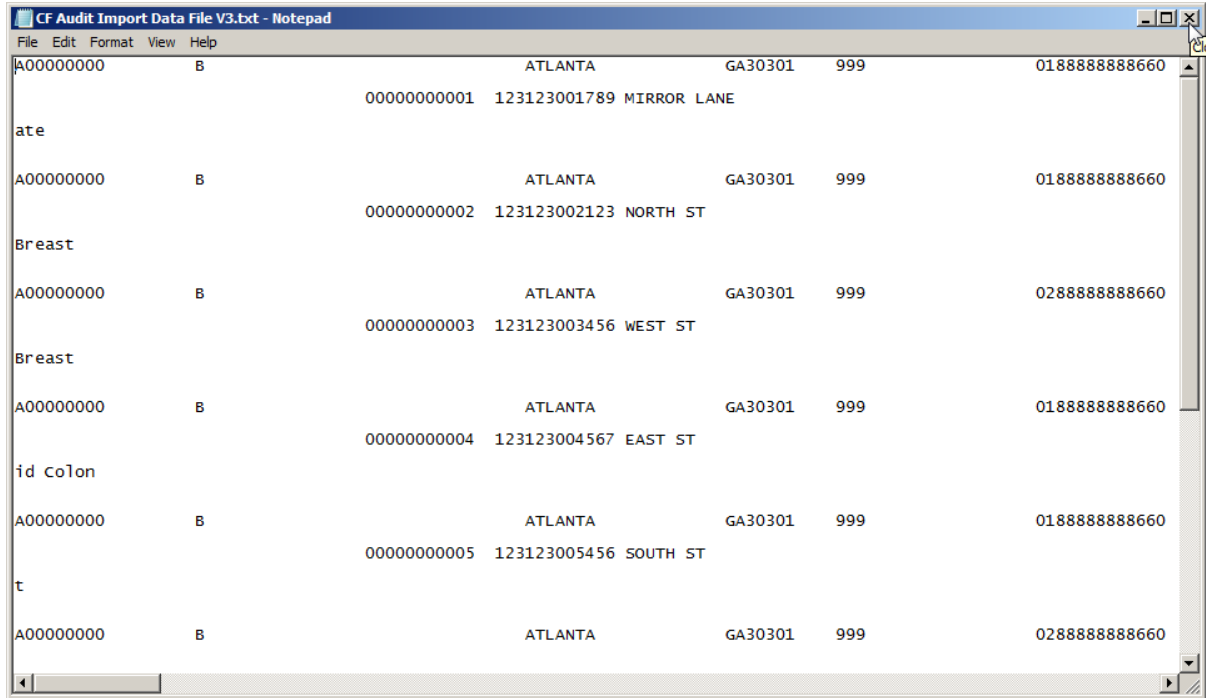 CF Audit Import Data File V3.txt - Notepad
File Edit Format View Help
A00000000 B ATLANTA GA30301 999 0188888888660
00000000001 123123001789 MIRROR LANE
ate
A00000000 B ATLANTA GA30301 999 0188888888660
00000000002 123123002123 NORTH ST
Breast
A00000000 B ATLANTA GA30301 999 0288888888660
00000000003 123123003456 WEST ST
Breast
A00000000 B ATLANTA GA30301 999 0188888888660
00000000004 123123004567 EAST ST
id Colon
A00000000 B ATLANTA GA30301 999 0188888888660
00000000005 123123005456 SOUTH ST
t
A00000000 B ATLANTA GA30301 999 0288888888660